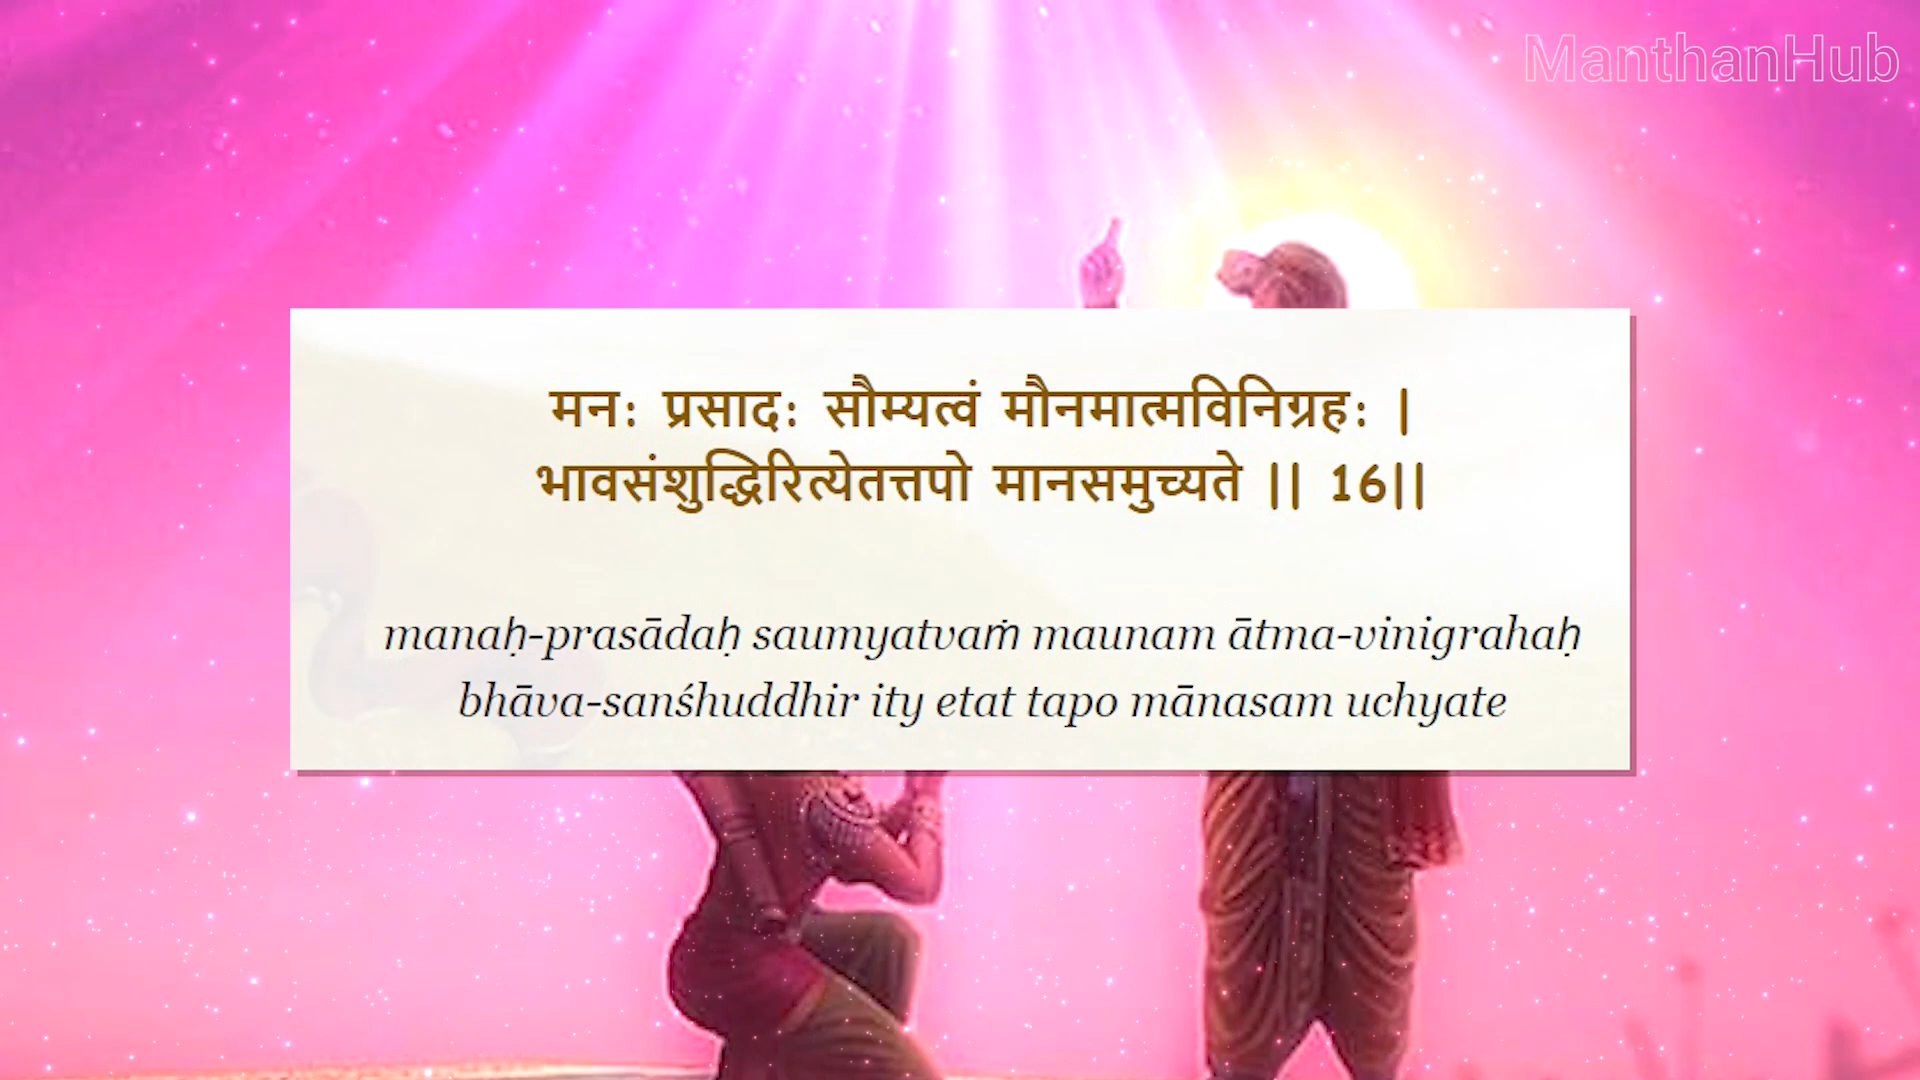 ManthanHub
मनः प्रसादः सौम्यत्वं मौनमात्मविनिग्रहः |
भावसंशुद्धिरित्येतत्तपो मानसमुच्यते || 16||
manaḥ-prasādaḥ saumyatvaṁ maunam ātma-vinigrahaḥ
bhāva-sanśhuddhir ity etat tapo mānasam uchyate